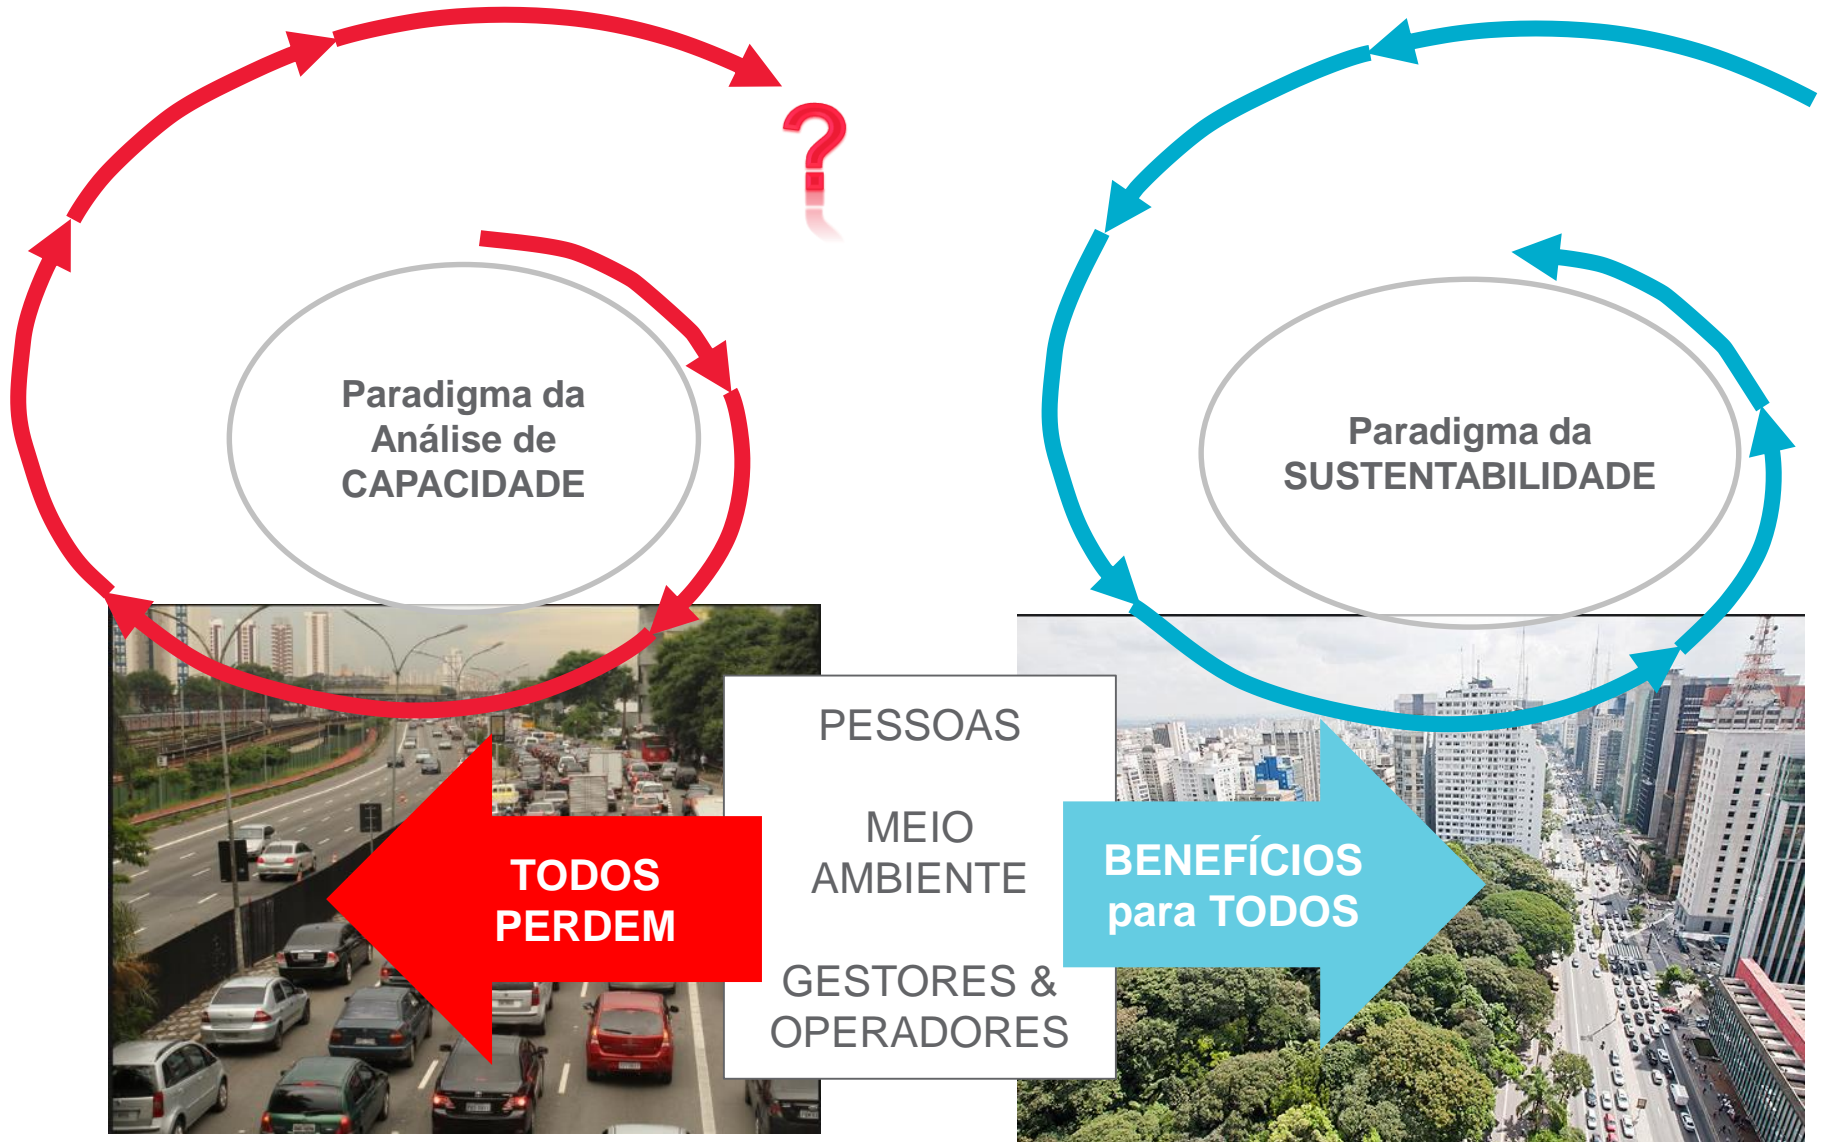 ?
Paradigma da
Análise de
CAPACIDADE
Paradigma da
SUSTENTABILIDADE
TODOS
PERDEM
PESSOAS
MEIO
AMBIENTE
GESTORES &
OPERADORES
BENEFÍCIOS
para TODOS